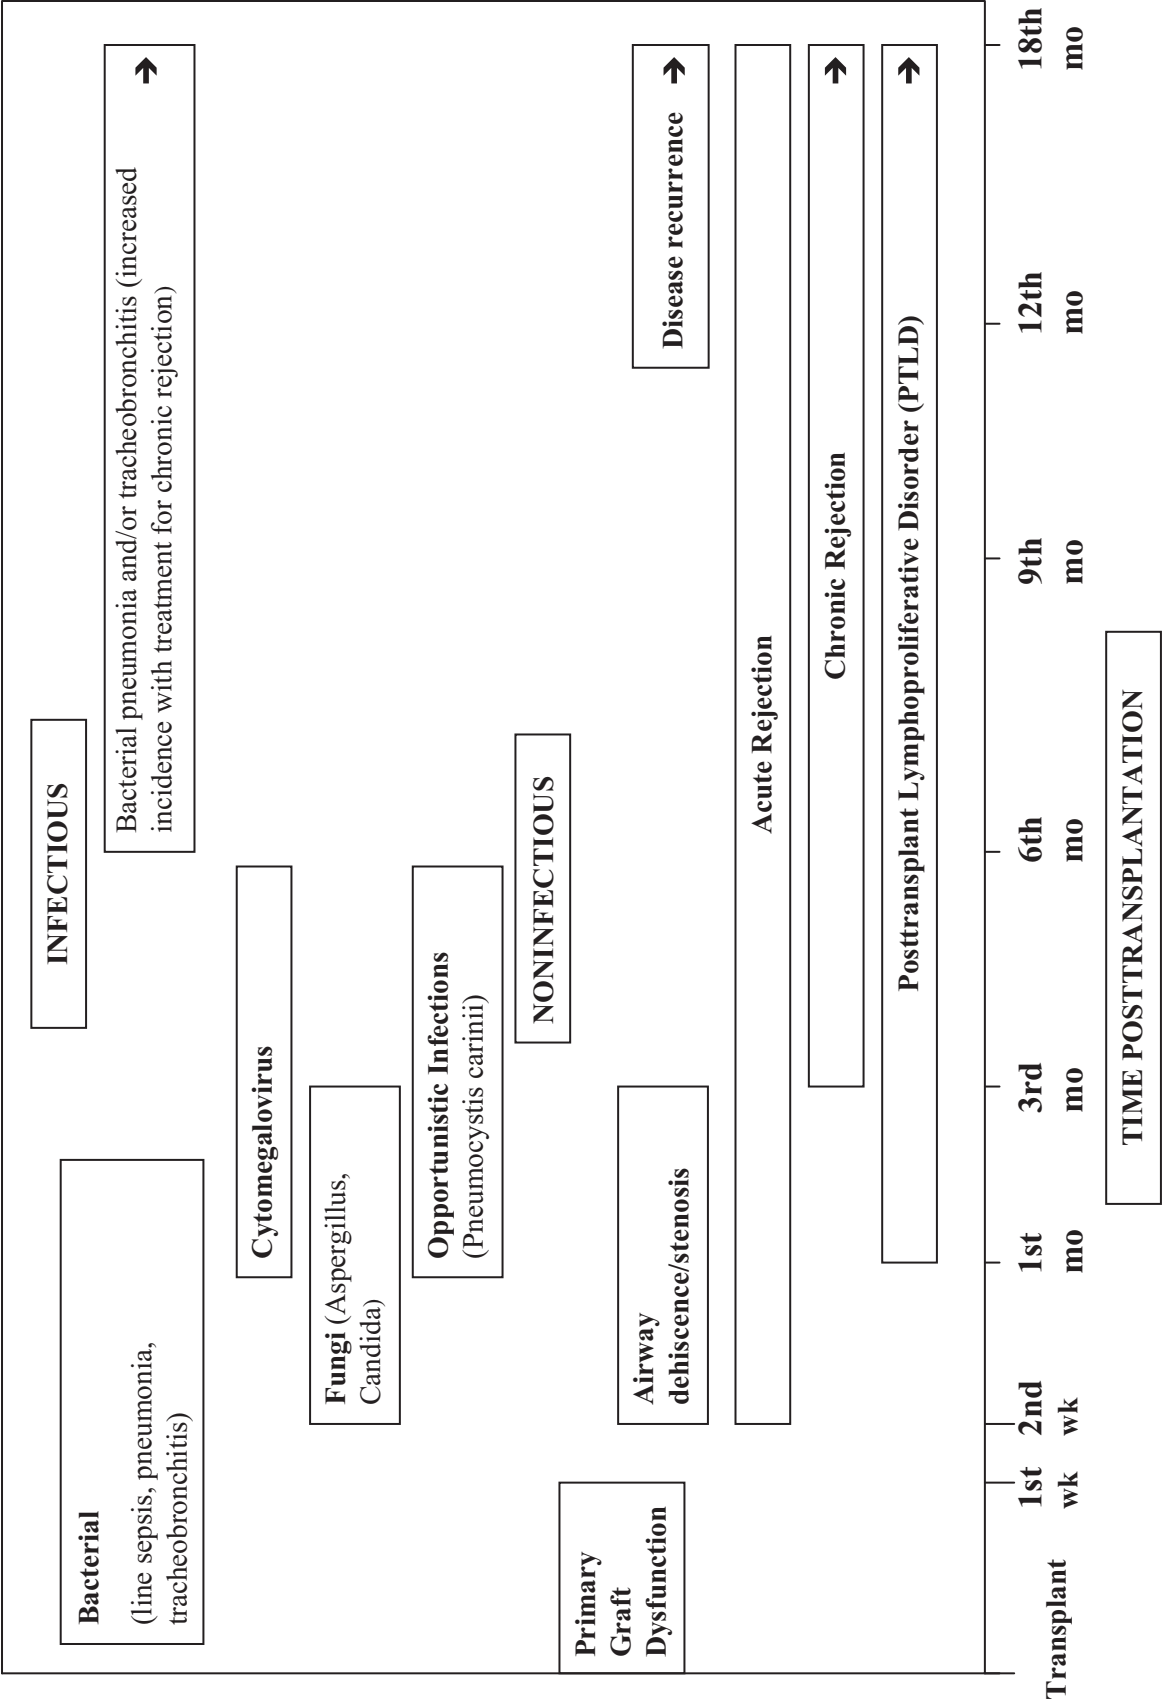 INFECTIOUS
Bacterial
(line sepsis, pneumonia,
tracheobronchitis)
Bacterial pneumonia and/or tracheobronchitis (increased
incidence with treatment for chronic rejection)
→
Cytomegalovirus
Fungi (Aspergillus,
Candida)
Opportunistic Infections
(Pneumocystis carinii)
NONINFECTIOUS
Primary
Graft
Dysfunction
Airway
dehiscence/stenosis
Disease recurrence →
Acute Rejection
Chronic Rejection →
Posttransplant Lymphoproliferative Disorder (PTLD) →
Transplant
1st
wk
2nd
wk
1st
mo
3rd
mo
6th
mo
9th
mo
12th
mo
18th
mo
TIME POSTTRANSPLANTATION